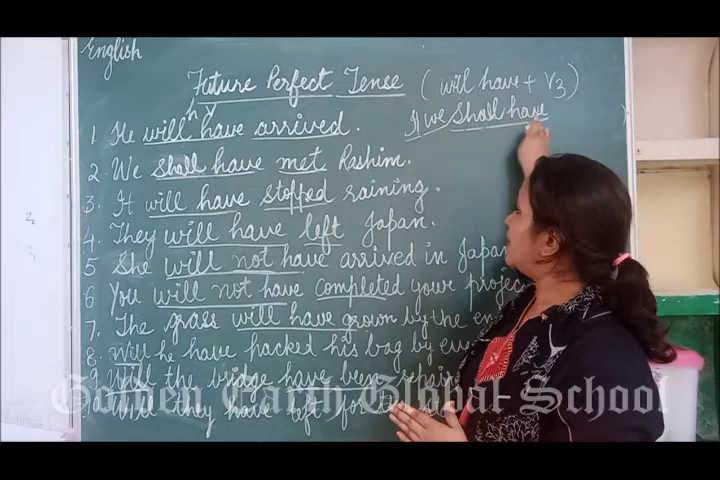 English
Future Perfect Tense (will have + V3)
I/we Shall have
1. He will have arrived.
2. We shall have met Rashim.
3. It will have stopped raining.
4. They will have left Japan.
5 She will not have arrived in Japan
6 You will not have completed your projec
7. The grass will have grown by the en
8. Will he have packed his bag by eve
9 Will the bridge have been
Will they have left for
Golden Earth Global School